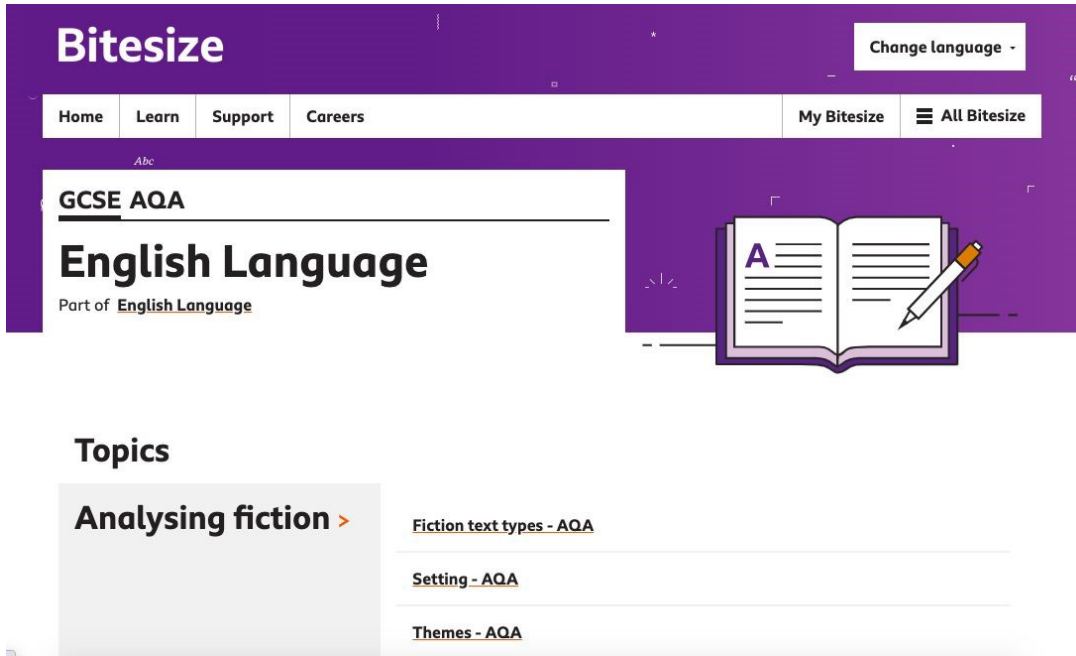 Bitesize
Change language
Home Learn Support Careers My Bitesize All Bitesize
Abc
GCSE AQA
English Language
Part of English Language
A
Topics
Analysing fiction >
Fiction text types - AQA
Setting - AQA
Themes - AQA